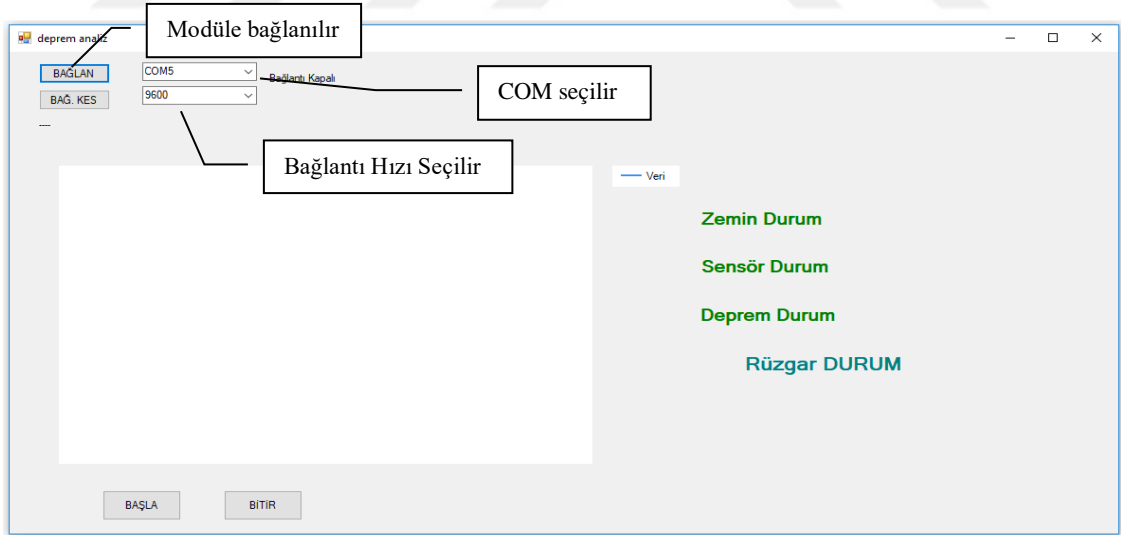 Modüle bağlanılır
deprem analiz
BAĞLAN
COM5
Bağlantı Kapalı
COM seçilir
BAĞ. KES
9600
----
Bağlantı Hızı Seçilir
Veri
Zemin Durum
Sensör Durum
Deprem Durum
Rüzgar DURUM
BAŞLA
BİTİR